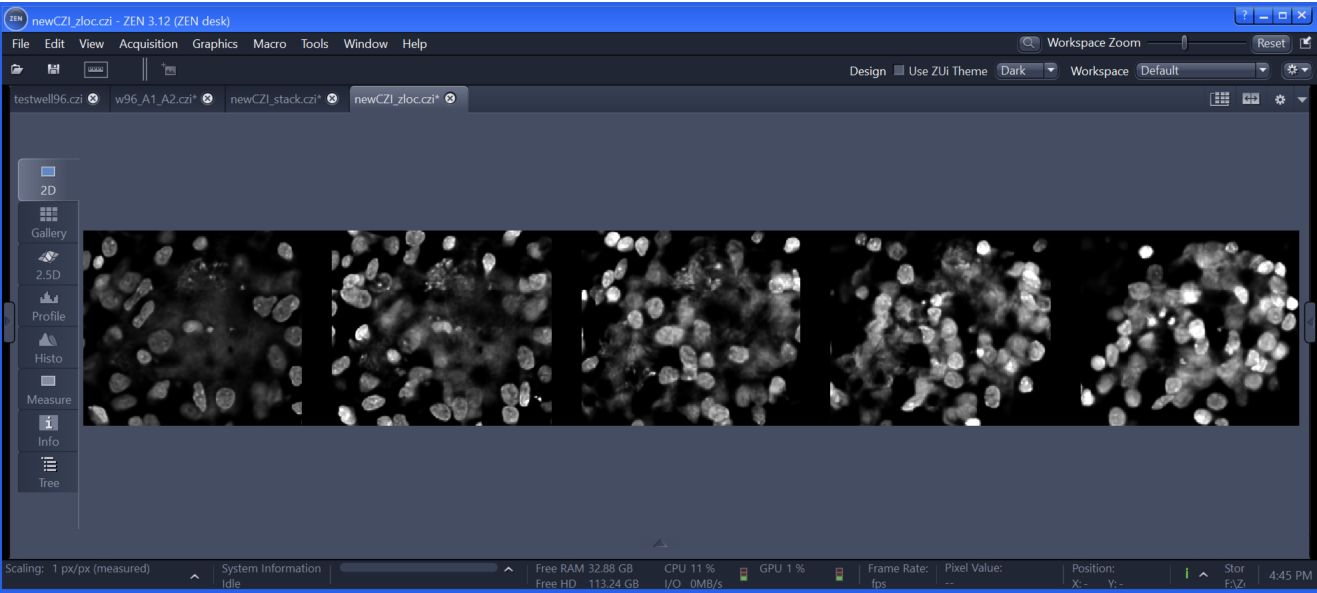 ZEN newCZI_zloc.czi - ZEN 3.12 (ZEN desk) ?
File Edit View Acquisition Graphics Macro Tools Window Help Workspace Zoom Reset
Design Use ZUi Theme Dark Workspace Default
testwell96.czi w96_A1_A2.czi* newCZI_stack.czi* newCZI_zloc.czi*
2D
Gallery
2.5D
Profile
Histo
Measure
i
Info
Tree
Scaling: 1 px/px (measured) System Information Free RAM 32.88 GB CPU 11 % GPU 1 % Frame Rate: Pixel Value: Position: i Stor 4:45 PM
Idle Free HD 113.24 GB I/O 0MB/s fps -- X: - Y: -